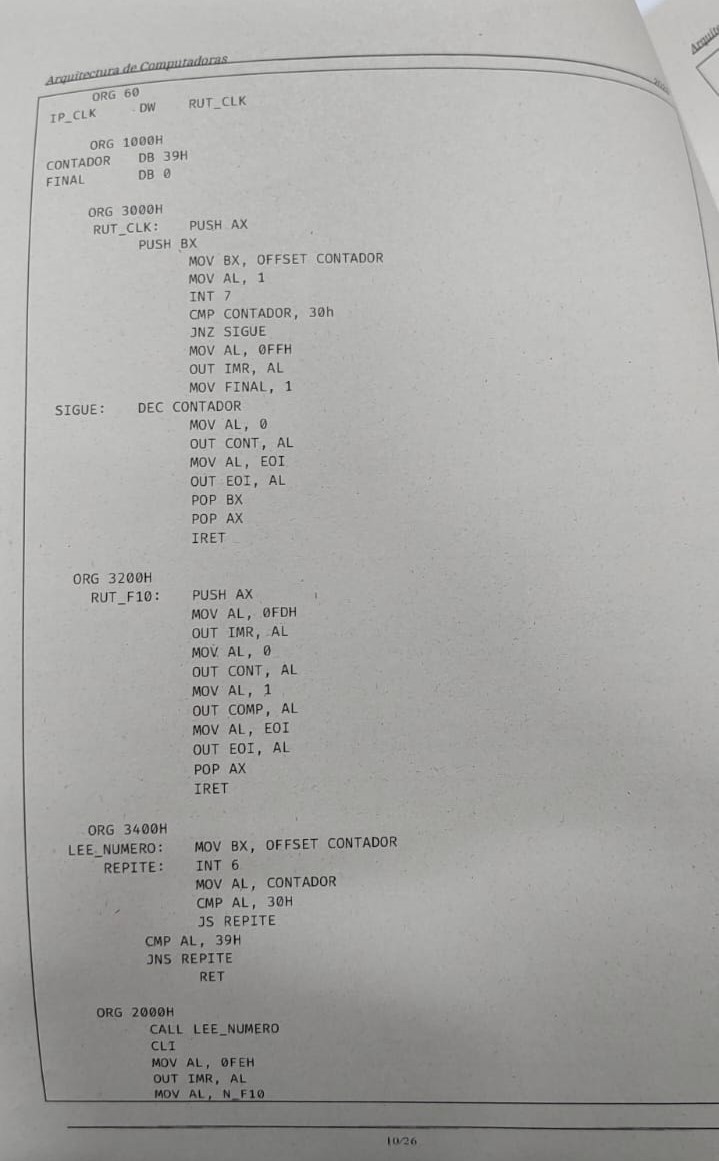 Arquitectura de Computadoras
ORG 60
IP_CLK DW RUT_CLK
ORG 1000H
CONTADOR DB 39H
FINAL DB 0
ORG 3000H
RUT_CLK: PUSH AX
PUSH BX
MOV BX, OFFSET CONTADOR
MOV AL, 1
INT 7
CMP CONTADOR, 30h
JNZ SIGUE
MOV AL, 0FFH
OUT IMR, AL
MOV FINAL, 1
SIGUE: DEC CONTADOR
MOV AL, 0
OUT CONT, AL
MOV AL, EOI
OUT EOI, AL
POP BX
POP AX
IRET
ORG 3200H
RUT_F10: PUSH AX
MOV AL, 0FDH
OUT IMR, AL
MOV AL, 0
OUT CONT, AL
MOV AL, 1
OUT COMP, AL
MOV AL, EOI
OUT EOI, AL
POP AX
IRET
ORG 3400H
LEE_NUMERO: MOV BX, OFFSET CONTADOR
REPITE: INT 6
MOV AL, CONTADOR
CMP AL, 30H
JS REPITE
CMP AL, 39H
JNS REPITE
RET
ORG 2000H
CALL LEE_NUMERO
CLI
MOV AL, 0FEH
OUT IMR, AL
MOV AL, N_F10
10/26